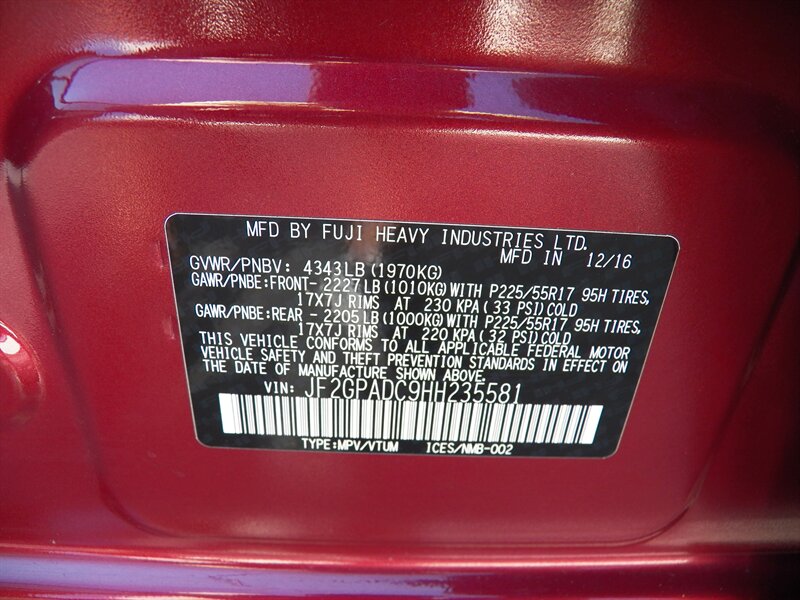 MFD BY FUJI HEAVY INDUSTRIES LTD.
MFD IN 12/16
GVWR/PNBV: 4343LB (1970KG)
GAWR/PNBE:FRONT- 2227LB (1010KG) WITH P225/55R17 95H TIRES,
17X7J RIMS AT 230 KPA ( 33 PSI) COLD
GAWR/PNBE:REAR - 2205LB (1000KG) WITH P225/55R17 95H TIRES,
17X7J RIMS AT 220 KPA ( 32 PSI) COLD
THIS VEHICLE CONFORMS TO ALL APPLICABLE FEDERAL MOTOR
VEHICLE SAFETY AND THEFT PREVENTION STANDARDS IN EFFECT ON
THE DATE OF MANUFACTURE SHOWN ABOVE.
VIN: JF2GPADC9HH235581
TYPE:MPV/VTUM ICES/NMB-002